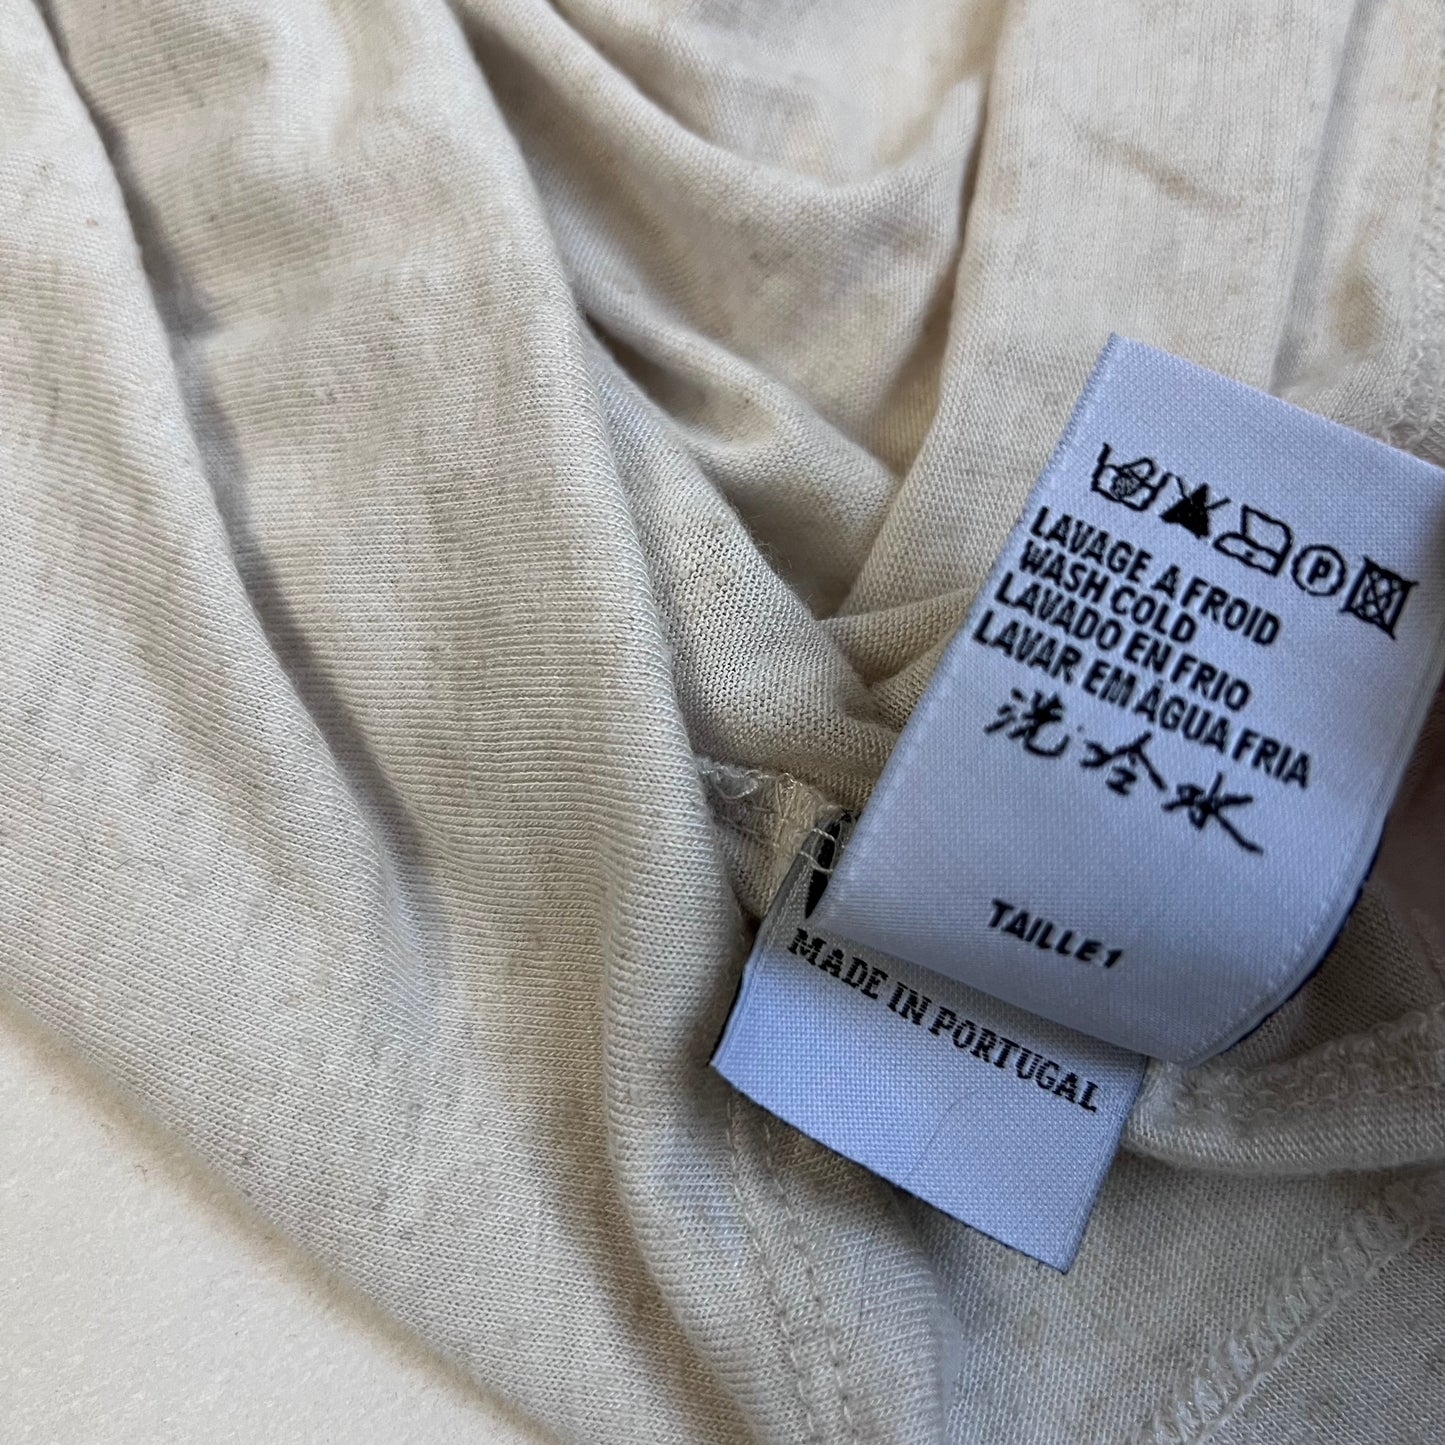 P
LAVAGE A FROID
WASH COLD
LAVADO EN FRIO
LAVAR EM ÁGUA FRIA
洗冷水
TAILLE 1
MADE IN PORTUGAL